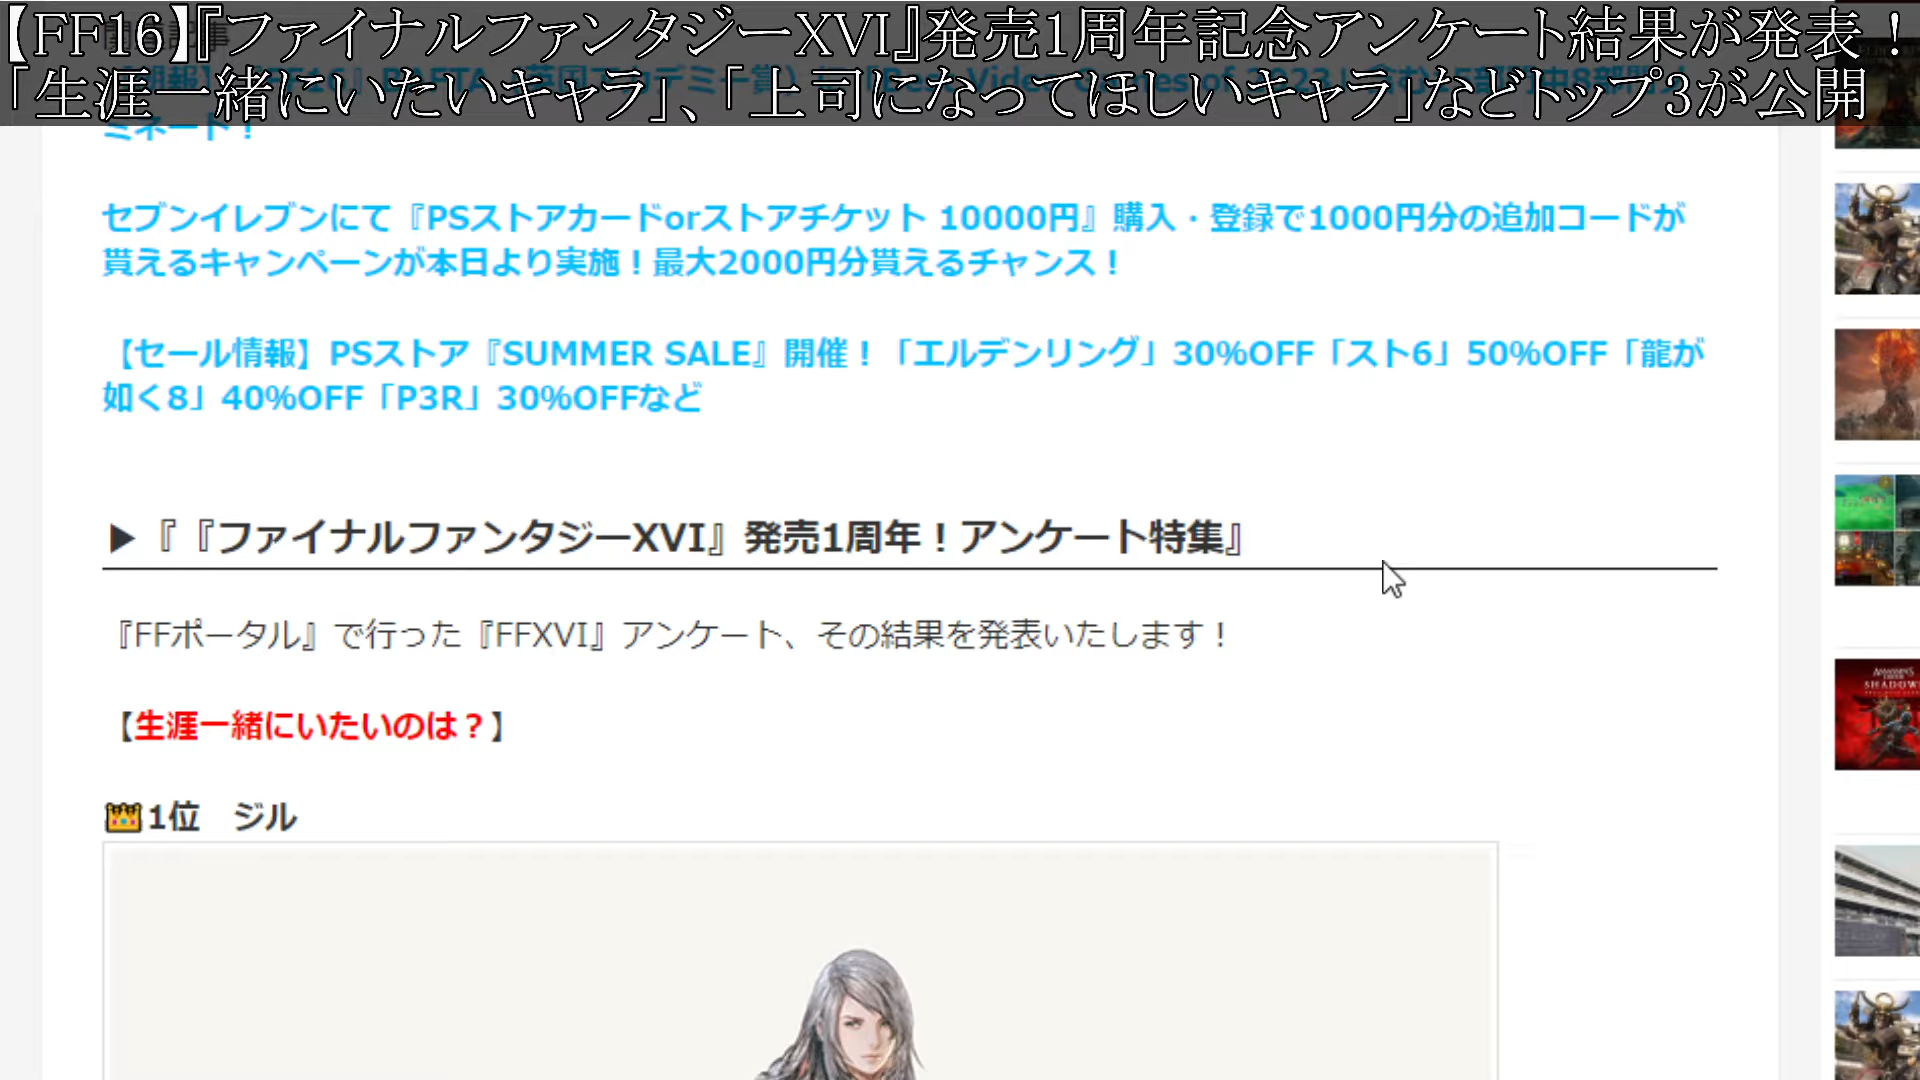 【FF16】『ファイナルファンタジーXVI』発売1周年記念アンケート結果が発表！
「生涯一緒にいたいキャラ」、「上司になってほしいキャラ」などトップ3が公開
ミネート！
セブンイレブンにて『PSストアカードorストアチケット 10000円』購入・登録で1000円分の追加コードが
貰えるキャンペーンが本日より実施！最大2000円分貰えるチャンス！
【セール情報】PSストア『SUMMER SALE』開催！「エルデンリング」30%OFF「スト6」50%OFF「龍が
如く8」40%OFF「P3R」30%OFFなど
▶『『ファイナルファンタジーXVI』発売1周年！アンケート特集』
『FFポータル』で行った『FFXVI』アンケート、その結果を発表いたします！
【生涯一緒にいたいのは？】
1位　ジル
ASSASSIN'S
SHADOW